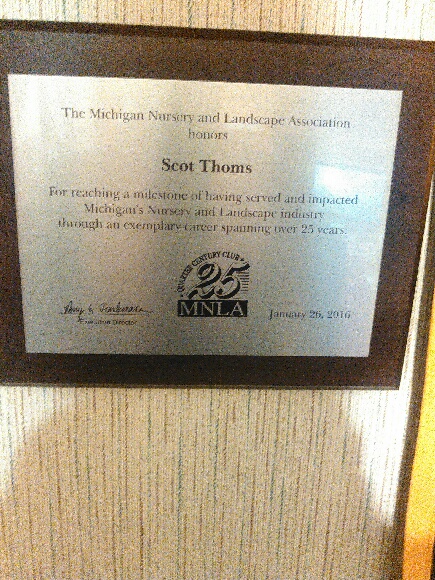 The Michigan Nursery and Landscape Association
honors
Scot Thoms
For reaching a milestone of having served and impacted
Michigan's Nursery and Landscape industry
through an exemplary career spanning over 25 years.
QUARTER CENTURY CLUB
25
MNLA
Executive Director
January 26, 2016